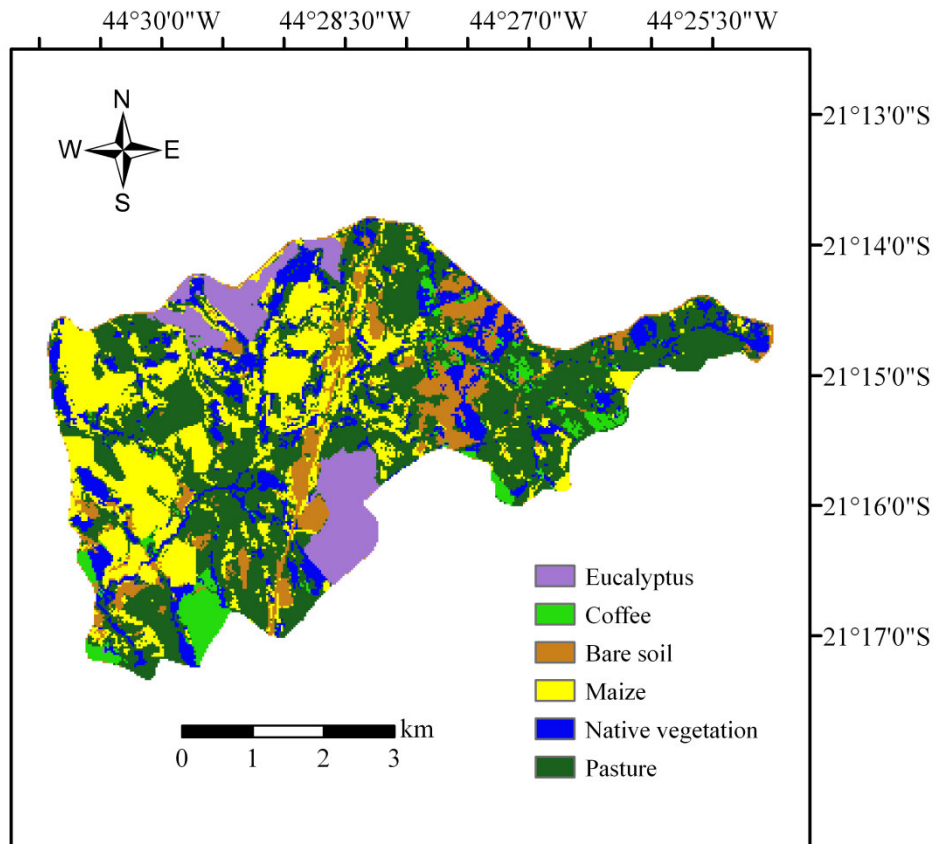 44°30'0"W 44°28'30"W 44°27'0"W 44°25'30"W
N
W E
S
21°13'0"S
21°14'0"S
21°15'0"S
21°16'0"S
21°17'0"S
Eucalyptus
Coffee
Bare soil
Maize
Native vegetation
Pasture
km
0 1 2 3